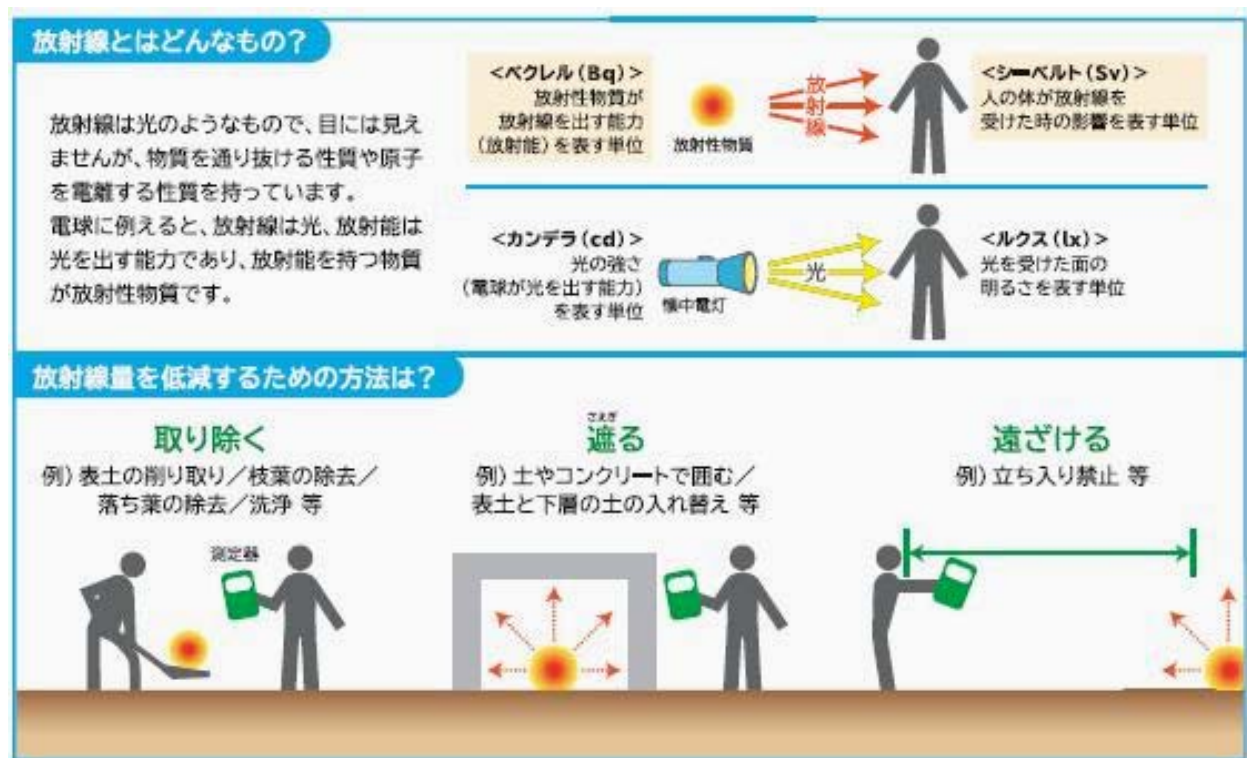 放射線とはどんなもの?
放射線は光のようなもので、目には見え
ませんが、物質を通り抜ける性質や原子
を電離する性質を持っています。
電球に例えると、放射線は光、放射能は
光を出す能力であり、放射能を持つ物質
が放射性物質です。
<ベクレル(Bq)>
放射性物質が
放射線を出す能力
(放射能)を表す単位
放射性物質
放射線
<シーベルト(Sv)>
人の体が放射線を
受けた時の影響を表す単位
<カンデラ(cd)>
光の強さ
(電球が光を出す能力)
を表す単位
懐中電灯
光
<ルクス(lx)>
光を受けた面の
明るさを表す単位
放射線量を低減するための方法は?
取り除く
例)表土の削り取り/枝葉の除去/
落ち葉の除去/洗浄 等
測定器
さえぎ
遮る
例)土やコンクリートで囲む/
表土と下層の土の入れ替え 等
遠ざける
例)立ち入り禁止 等